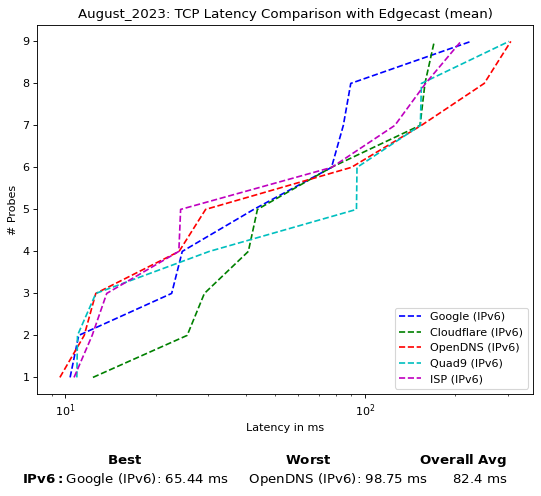 August_2023: TCP Latency Comparison with Edgecast (mean)
# Probes
9
8
7
6
5
4
3
2
1
Google (IPv6)
Cloudflare (IPv6)
OpenDNS (IPv6)
Quad9 (IPv6)
ISP (IPv6)
10¹ 10²
Latency in ms
Best Worst Overall Avg
IPv6: Google (IPv6): 65.44 ms OpenDNS (IPv6): 98.75 ms 82.4 ms